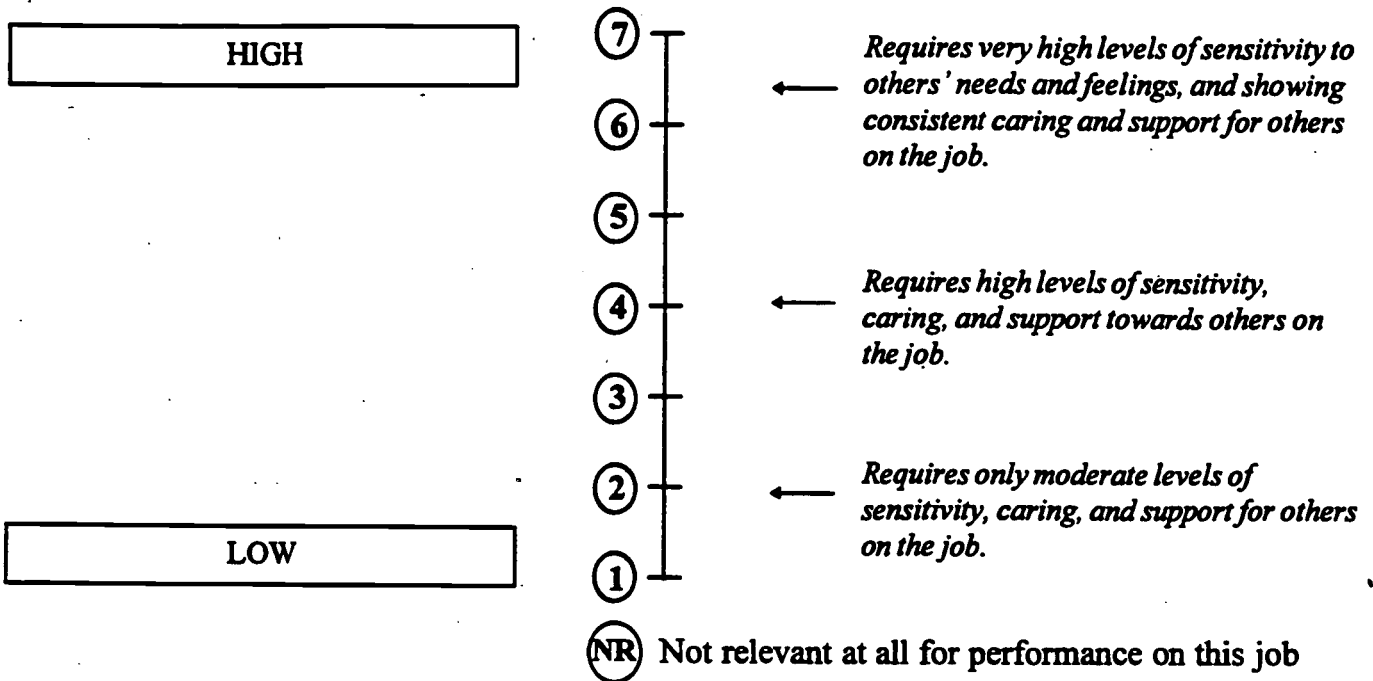 HIGH
7
Requires very high levels of sensitivity to
others' needs and feelings, and showing
consistent caring and support for others
on the job.
6
5
4
Requires high levels of sensitivity,
caring, and support towards others on
the job.
3
2
Requires only moderate levels of
sensitivity, caring, and support for others
on the job.
LOW
1
NR Not relevant at all for performance on this job